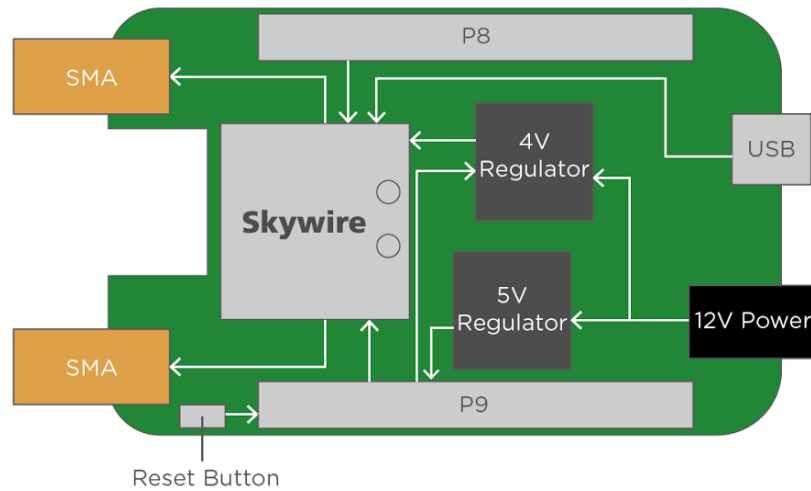 P8
SMA
4V
Regulator
USB
Skywire
5V
Regulator
12V Power
SMA
P9
Reset Button